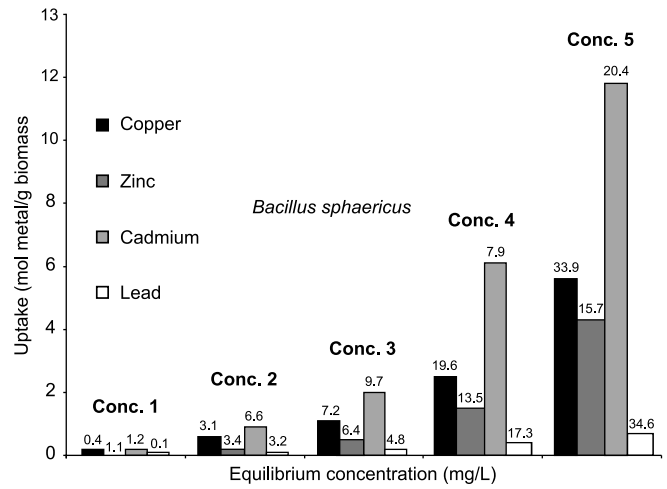 13
12
13
8
6
4
2
0
Uptake (mol metal/g biomass)
Copper
Zinc
Cadmium
Lead
Bacillus sphaericus
Conc. 1
0.4 1.1 1.2 0.1
Conc. 2
3.1 3.4 6.6 3.2
Conc. 3
7.2 6.4 9.7 4.8
Conc. 4
19.6 13.5 7.9 17.3
Conc. 5
33.9 15.7 20.4 34.6
Equilibrium concentration (mg/L)